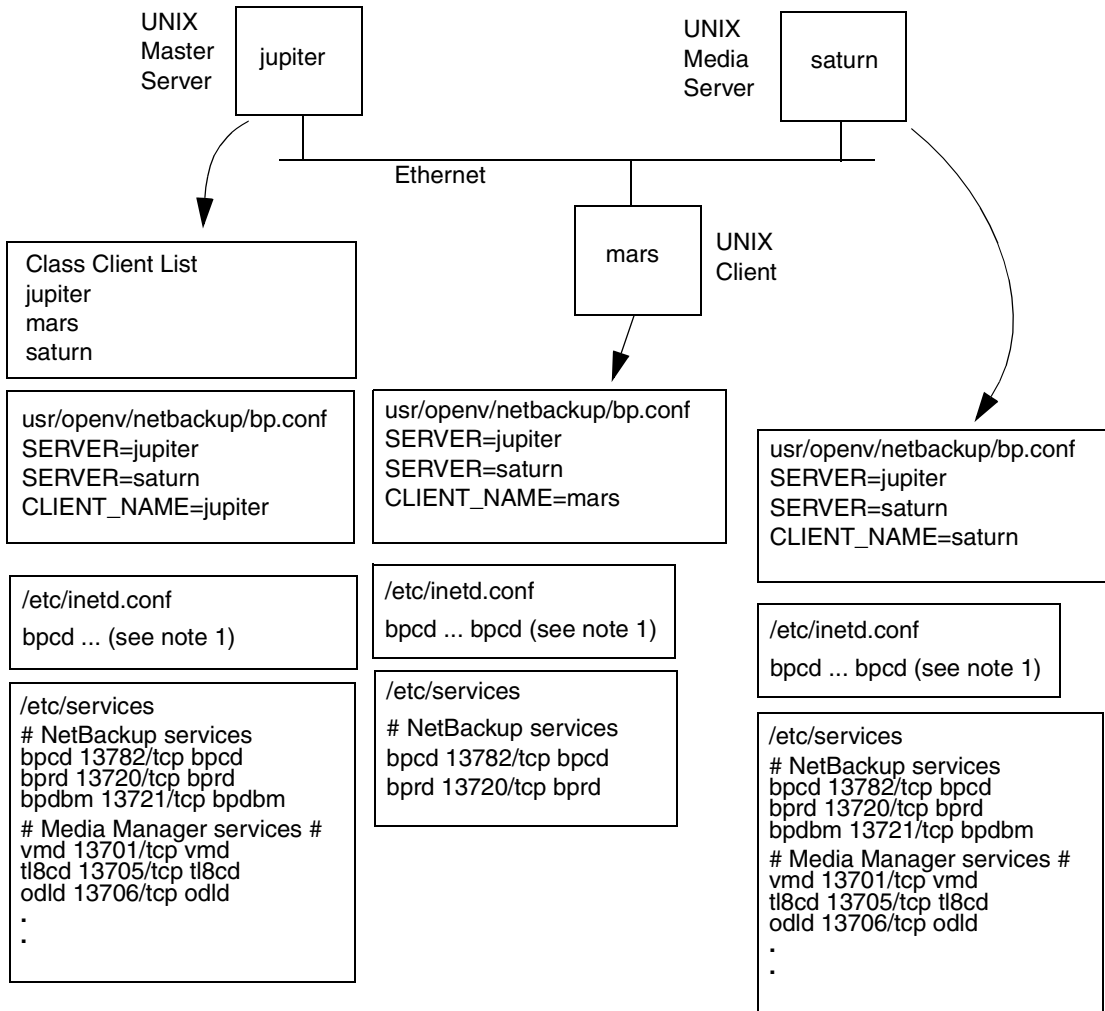 UNIX
Master
Server
jupiter
UNIX
Media
Server
saturn
Ethernet
mars
UNIX
Client
Class Client List
jupiter
mars
saturn
usr/openv/netbackup/bp.conf
SERVER=jupiter
SERVER=saturn
CLIENT_NAME=jupiter
/etc/inetd.conf
bpcd ... (see note 1)
/etc/services
# NetBackup services
bpcd 13782/tcp bpcd
bprd 13720/tcp bprd
bpdbm 13721/tcp bpdbm
# Media Manager services #
vmd 13701/tcp vmd
tl8cd 13705/tcp tl8cd
odld 13706/tcp odld
.
.
usr/openv/netbackup/bp.conf
SERVER=jupiter
SERVER=saturn
CLIENT_NAME=mars
/etc/inetd.conf
bpcd ... bpcd (see note 1)
/etc/services
# NetBackup services
bpcd 13782/tcp bpcd
bprd 13720/tcp bprd
usr/openv/netbackup/bp.conf
SERVER=jupiter
SERVER=saturn
CLIENT_NAME=saturn
/etc/inetd.conf
bpcd ... bpcd (see note 1)
/etc/services
# NetBackup services
bpcd 13782/tcp bpcd
bprd 13720/tcp bprd
bpdbm 13721/tcp bpdbm
# Media Manager services #
vmd 13701/tcp vmd
tl8cd 13705/tcp tl8cd
odld 13706/tcp odld
.
.